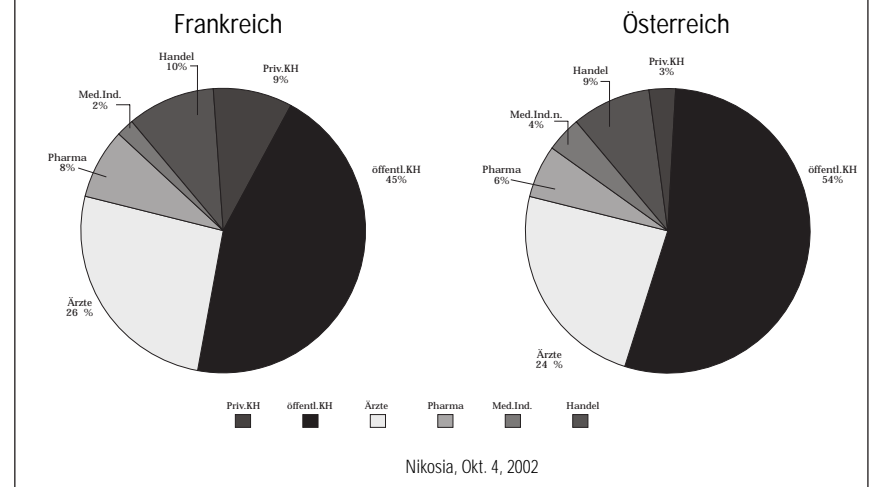 Frankreich
Handel
10%
Priv.KH
9%
Med.Ind.
2%
Pharma
8%
öffentl.KH
45%
Ärzte
26 %
Österreich
Priv.KH
3%
Handel
9%
Med.Ind.n.
4%
Pharma
6%
öffentl.KH
54%
Ärzte
24 %
Priv.KH öffentl.KH Ärzte Pharma Med.Ind. Handel
Nikosia, Okt. 4, 2002